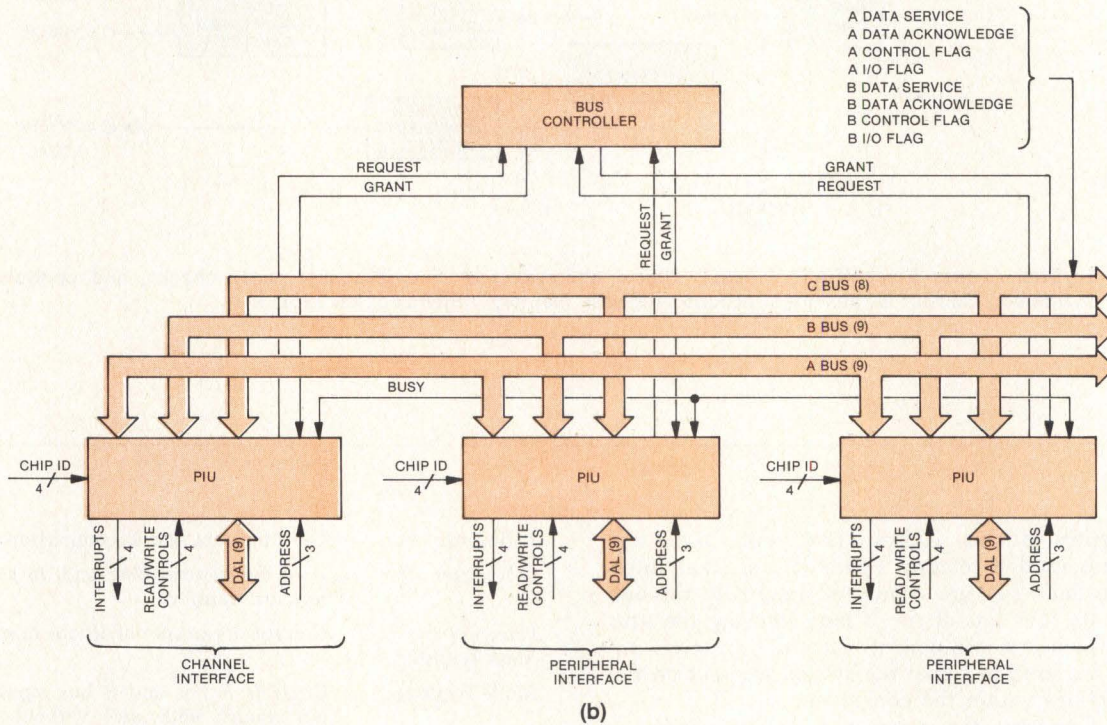 A DATA SERVICE
A DATA ACKNOWLEDGE
A CONTROL FLAG
A I/O FLAG
B DATA SERVICE
B DATA ACKNOWLEDGE
B CONTROL FLAG
B I/O FLAG
BUS
CONTROLLER
REQUEST
GRANT
REQUEST
GRANT
GRANT
REQUEST
C BUS (8)
B BUS (9)
A BUS (9)
BUSY
CHIP ID
4
PIU
CHIP ID
4
PIU
CHIP ID
4
PIU
INTERRUPTS
4
READ/WRITE
CONTROLS
4
DAL (9)
ADDRESS
3
INTERRUPTS
4
READ/WRITE
CONTROLS
4
DAL (9)
ADDRESS
3
INTERRUPTS
4
READ/WRITE
CONTROLS
4
DAL (9)
ADDRESS
3
CHANNEL
INTERFACE
PERIPHERAL
INTERFACE
PERIPHERAL
INTERFACE
(b)